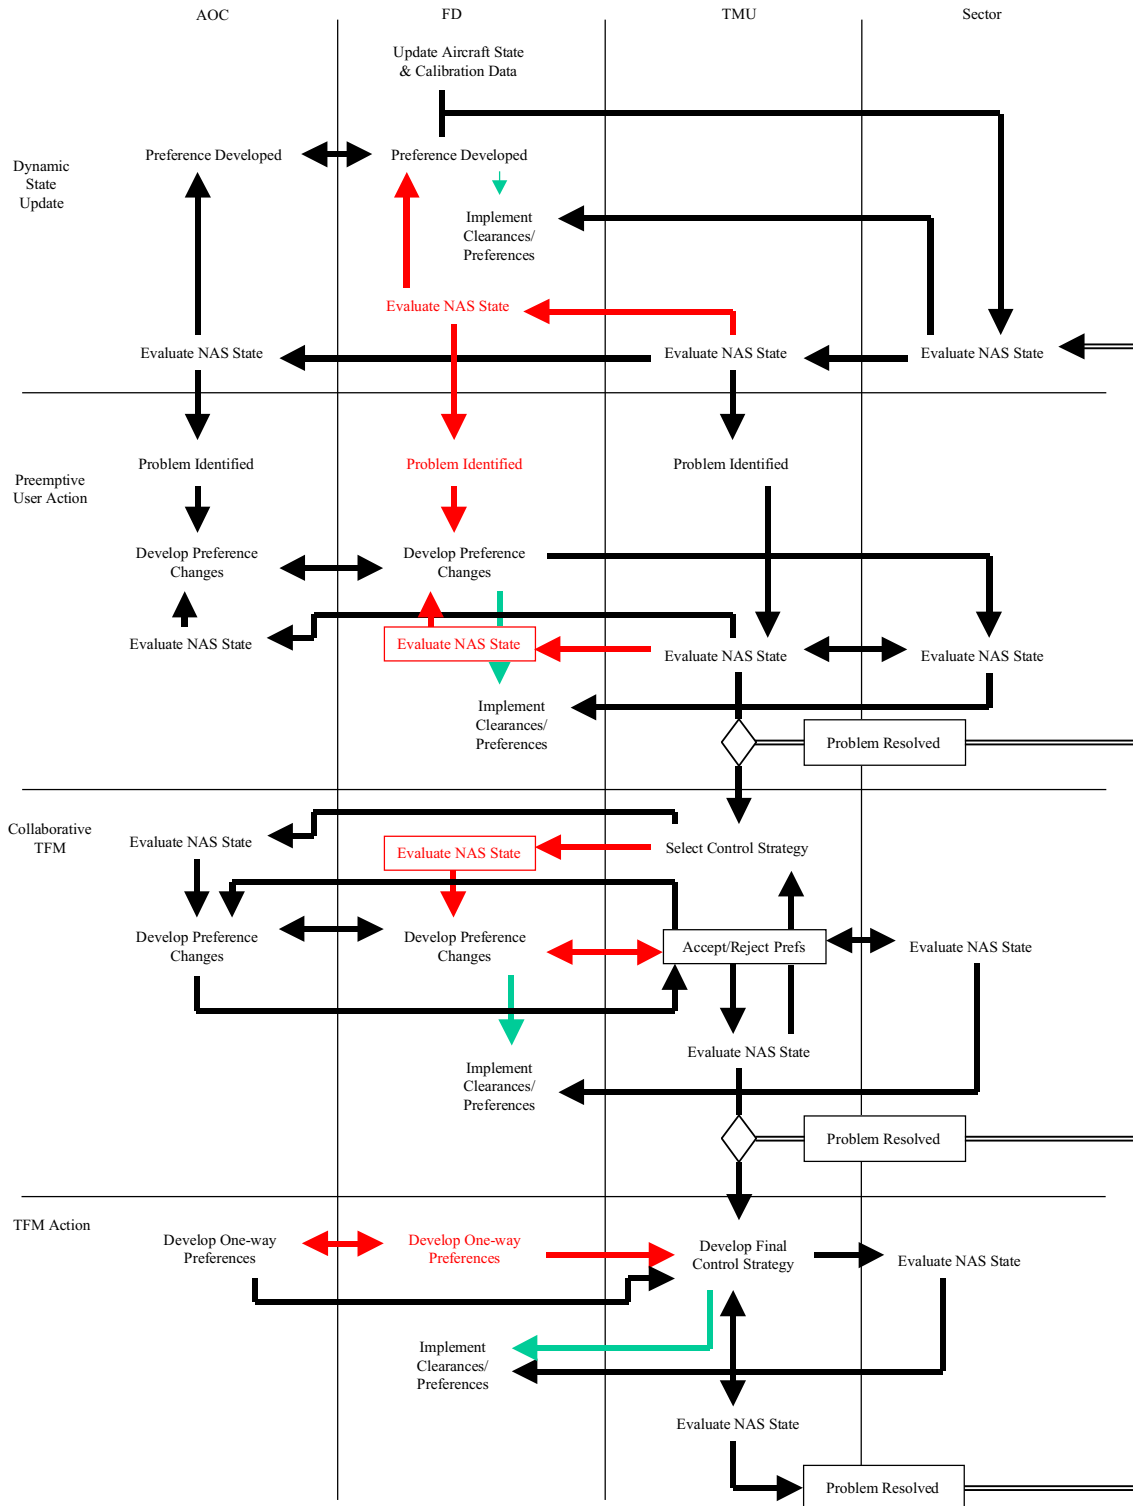 AOC
FD
TMU
Sector
Update Aircraft State
& Calibration Data
Dynamic
State
Update
Preference Developed
Preference Developed
Implement
Clearances/
Preferences
Evaluate NAS State
Evaluate NAS State
Evaluate NAS State
Evaluate NAS State
Preemptive
User Action
Problem Identified
Problem Identified
Problem Identified
Develop Preference
Changes
Develop Preference
Changes
Evaluate NAS State
Evaluate NAS State
Evaluate NAS State
Evaluate NAS State
Implement
Clearances/
Preferences
Problem Resolved
Collaborative
TFM
Evaluate NAS State
Evaluate NAS State
Select Control Strategy
Develop Preference
Changes
Develop Preference
Changes
Accept/Reject Prefs
Evaluate NAS State
Evaluate NAS State
Implement
Clearances/
Preferences
Problem Resolved
TFM Action
Develop One-way
Preferences
Develop One-way
Preferences
Develop Final
Control Strategy
Evaluate NAS State
Implement
Clearances/
Preferences
Evaluate NAS State
Problem Resolved